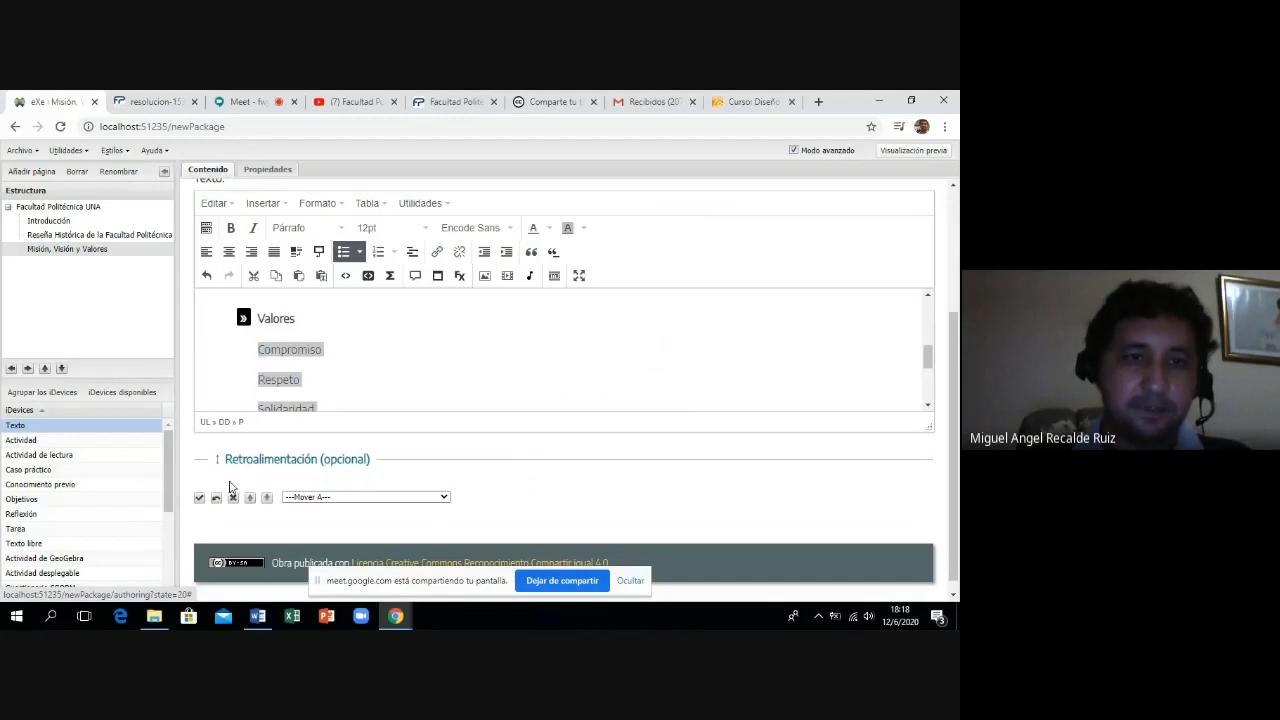 eXe : Misión, V
resolucion-15
Meet - fw
(7) Facultad Po
Facultad Polite
Comparte tu t
Recibidos (20
Curso: Diseño
localhost:51235/newPackage
Archivo
Utilidades
Estilos
Ayuda
Modo avanzado
Visualización previa
Añadir página
Borrar
Renombrar
Contenido
Propiedades
Estructura
Facultad Politécnica UNA
Introducción
Reseña Histórica de la Facultad Politécnica
Misión, Visión y Valores
Texto:
Editar
Insertar
Formato
Tabla
Utilidades
B
I
Párrafo
12pt
Encode Sans
A
A
» Valores
Compromiso
Respeto
Solidaridad
UL » DD » P
Agrupar los iDevices
iDevices disponibles
iDevices
Texto
Actividad
Actividad de lectura
Caso práctico
Conocimiento previo
Objetivos
Reflexión
Tarea
Texto libre
Actividad de GeoGebra
Actividad desplegable
Retroalimentación (opcional)
---Mover A---
Obra publicada con Licencia Creative Commons Reconocimiento Compartir igual 4.0
meet.google.com está compartiendo tu pantalla.
Dejar de compartir
Ocultar
localhost:51235/newPackage/authoring?state=20#
18:18
12/6/2020
3
Miguel Angel Recalde Ruiz